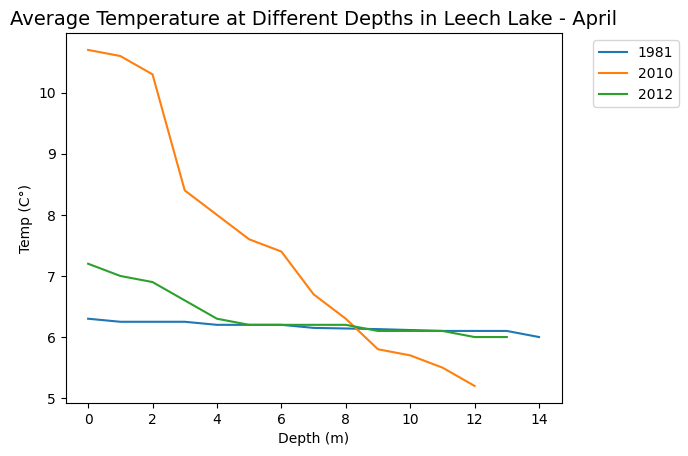 Average Temperature at Different Depths in Leech Lake - April
1981
2010
2012
Temp (C°)
10
9
8
7
6
5
0 2 4 6 8 10 12 14
Depth (m)